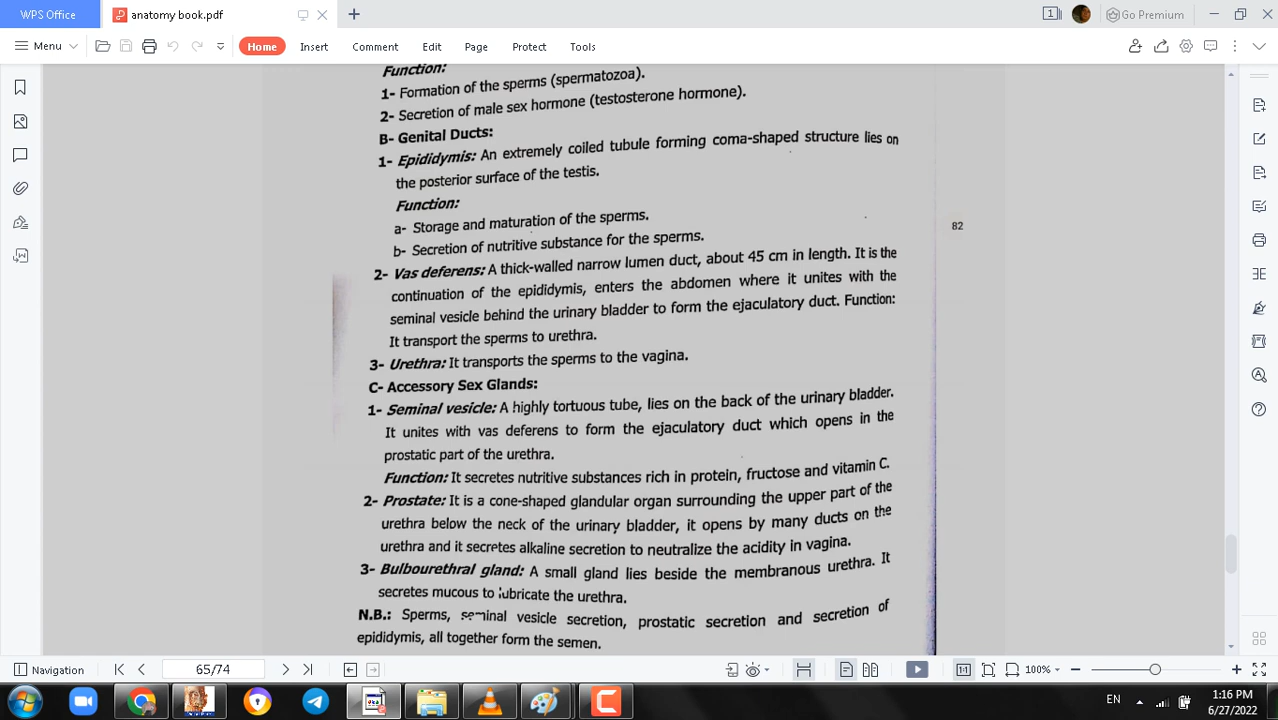 WPS Office
anatomy book.pdf
1
Go Premium
Menu
Home
Insert
Comment
Edit
Page
Protect
Tools
Function:
1- Formation of the sperms (spermatozoa).
2- Secretion of male sex hormone (testosterone hormone).
B- Genital Ducts:
1- Epididymis: An extremely coiled tubule forming coma-shaped structure lies on
the posterior surface of the testis.
Function:
a- Storage and maturation of the sperms.
b- Secretion of nutritive substance for the sperms.
82
2- Vas deferens: A thick-walled narrow lumen duct, about 45 cm in length. It is the
continuation of the epididymis, enters the abdomen where it unites with the
seminal vesicle behind the urinary bladder to form the ejaculatory duct. Function:
It transport the sperms to urethra.
3- Urethra: It transports the sperms to the vagina.
C- Accessory Sex Glands:
1- Seminal vesicle: A highly tortuous tube, lies on the back of the urinary bladder.
It unites with vas deferens to form the ejaculatory duct which opens in the
prostatic part of the urethra.
Function: It secretes nutritive substances rich in protein, fructose and vitamin C.
2- Prostate: It is a cone-shaped glandular organ surrounding the upper part of the
urethra below the neck of the urinary bladder, it opens by many ducts on the
urethra and it secretes alkaline secretion to neutralize the acidity in vagina.
3- Bulbourethral gland: A small gland lies beside the membranous urethra. It
secretes mucous to lubricate the urethra.
N.B.: Sperms, seminal vesicle secretion, prostatic secretion and secretion of
epididymis, all together form the semen.
Navigation
65/74
1:1
100%
EN
1:16 PM
6/27/2022